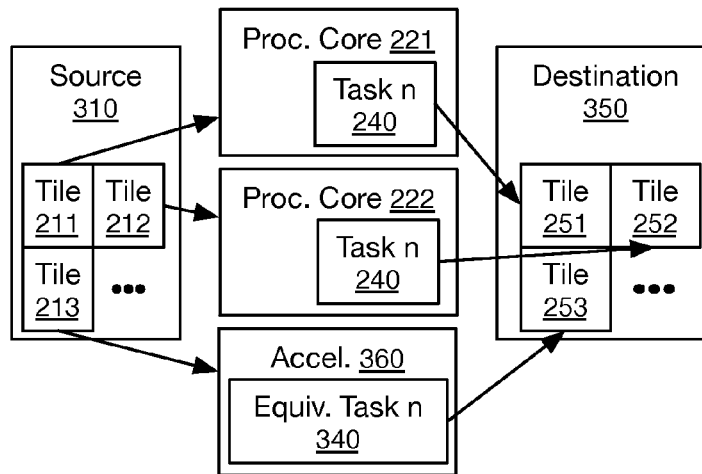 Source
310
Tile
211
Tile
212
Tile
213
•••
Proc. Core 221
Task n
240
Proc. Core 222
Task n
240
Accel. 360
Equiv. Task n
340
Destination
350
Tile
251
Tile
252
Tile
253
•••